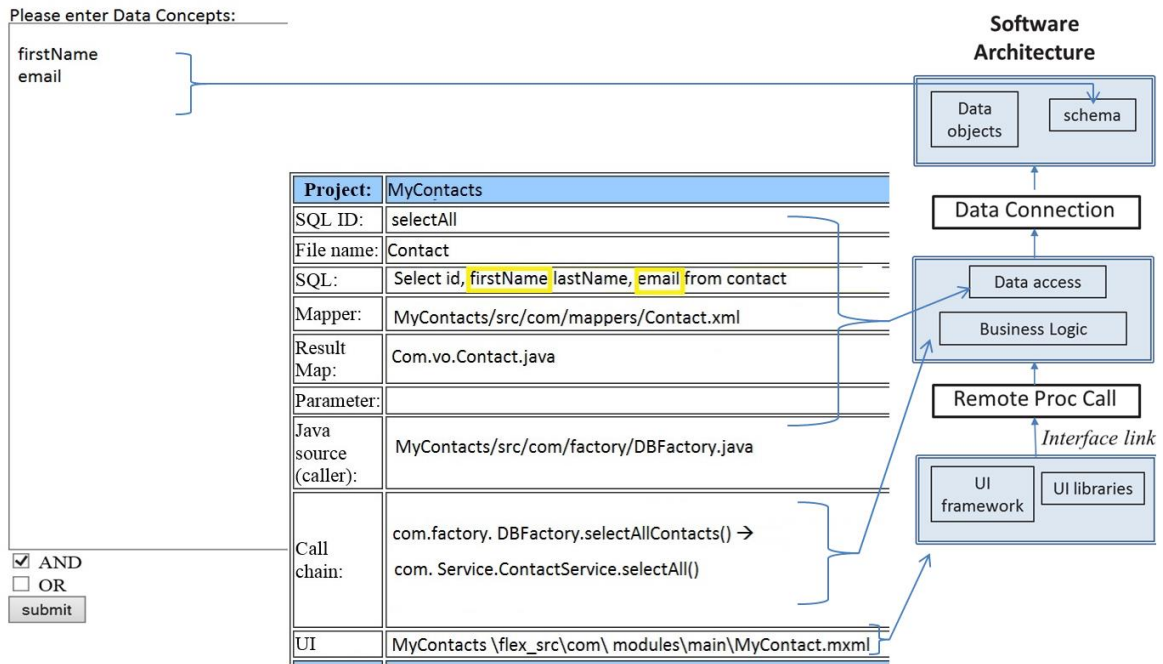 Please enter Data Concepts:
firstName
email
AND
OR
submit
Project: MyContacts
SQL ID: selectAll
File name: Contact
SQL: Select id, firstName lastName, email from contact
Mapper: MyContacts/src/com/mappers/Contact.xml
Result
Map:
Com.vo.Contact.java
Parameter:
Java
source
(caller):
MyContacts/src/com/factory/DBFactory.java
Call
chain:
com.factory. DBFactory.selectAllContacts() →
com. Service.ContactService.selectAll()
UI MyContacts \flex_src\com\ modules\main\MyContact.mxml
Software
Architecture
Data
objects
schema
Data Connection
Data access
Business Logic
Remote Proc Call
Interface link
UI
framework
UI libraries